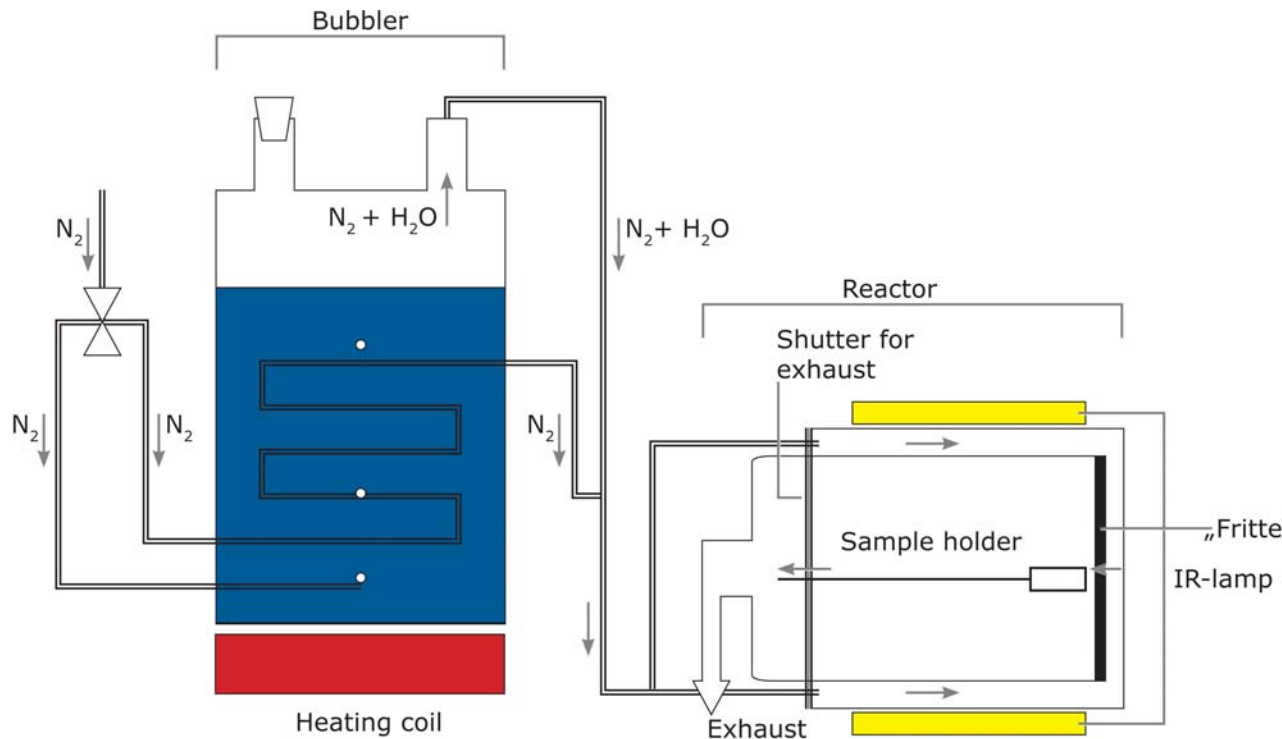 Bubbler
N₂ + H₂O
N₂
N₂+ H₂O
Reactor
Shutter for
exhaust
N₂
N₂
N₂
Sample holder
„Fritte
IR-lamp
Heating coil
Exhaust